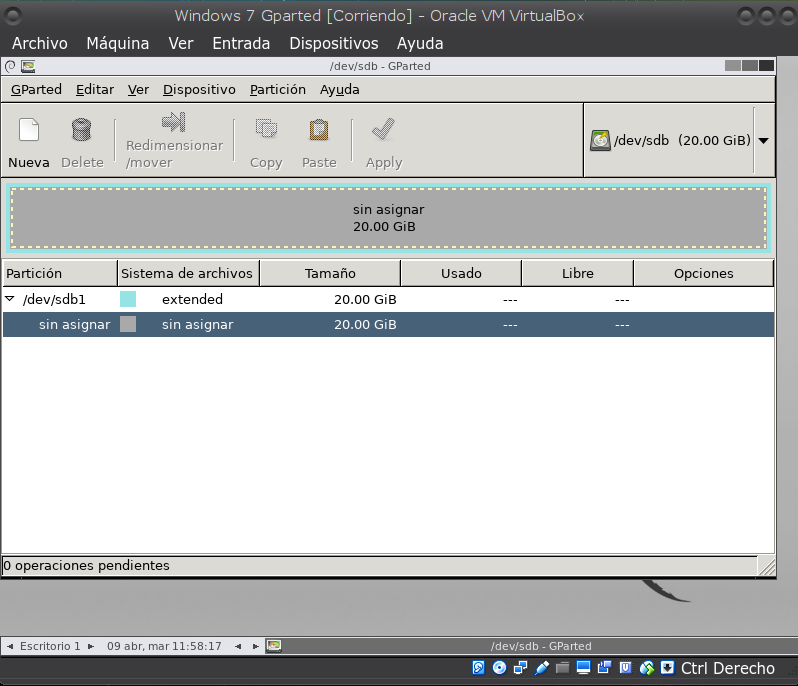 Windows 7 Gparted [Corriendo] - Oracle VM VirtualBox
Archivo Máquina Ver Entrada Dispositivos Ayuda
/dev/sdb - GParted
GParted Editar Ver Dispositivo Partición Ayuda
Nueva Delete Redimensionar /mover Copy Paste Apply /dev/sdb (20.00 GiB)
sin asignar
20.00 GiB
Partición Sistema de archivos Tamaño Usado Libre Opciones
/dev/sdb1 extended 20.00 GiB --- ---
sin asignar sin asignar 20.00 GiB --- ---
0 operaciones pendientes
Escritorio 1 09 abr, mar 11:58:17 /dev/sdb - GParted
Ctrl Derecho